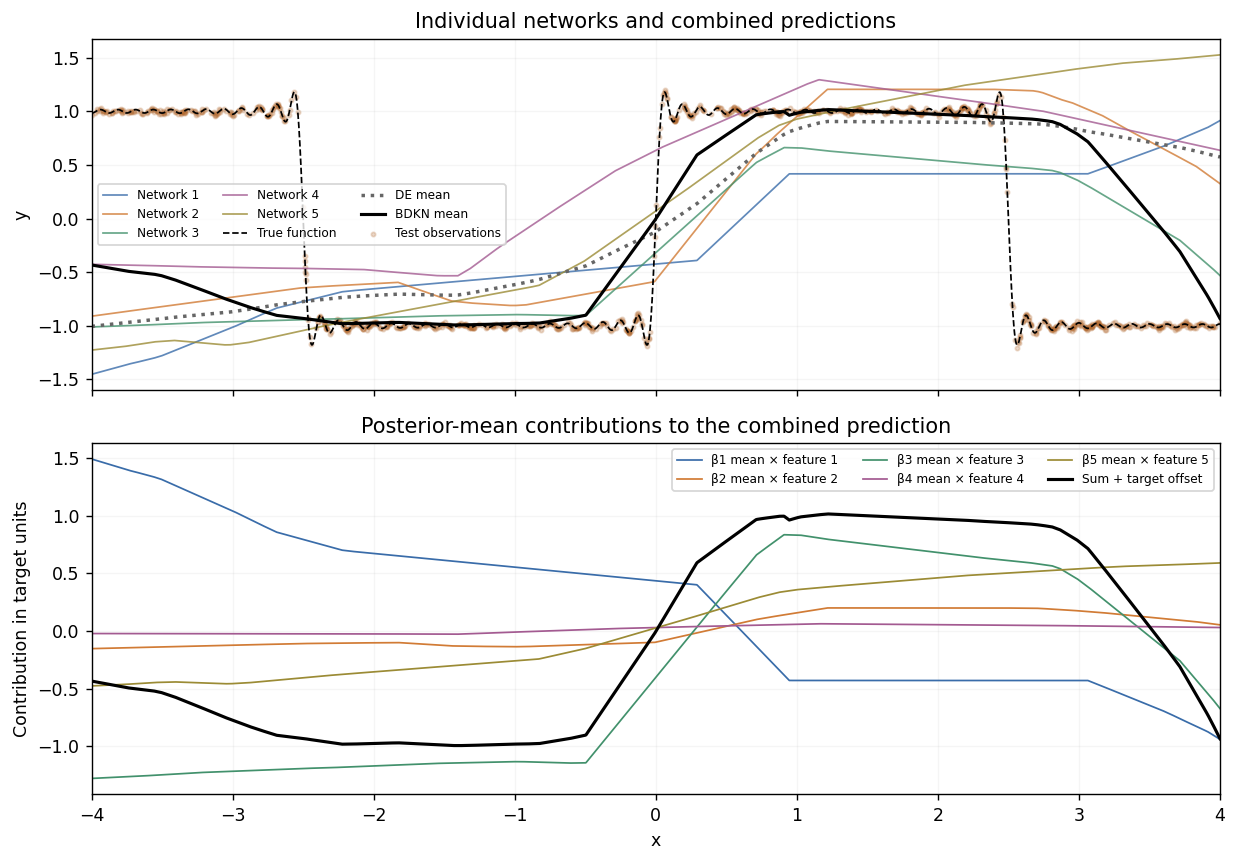 Individual networks and combined predictions
1.5
1.0
0.5
0.0
−0.5
−1.0
−1.5
y
Network 1 Network 4 DE mean
Network 2 Network 5 BDKN mean
Network 3 True function Test observations
Posterior-mean contributions to the combined prediction
1.5
1.0
0.5
0.0
−0.5
−1.0
Contribution in target units
β1 mean × feature 1 β3 mean × feature 3 β5 mean × feature 5
β2 mean × feature 2 β4 mean × feature 4 Sum + target offset
−4 −3 −2 −1 0 1 2 3 4
x